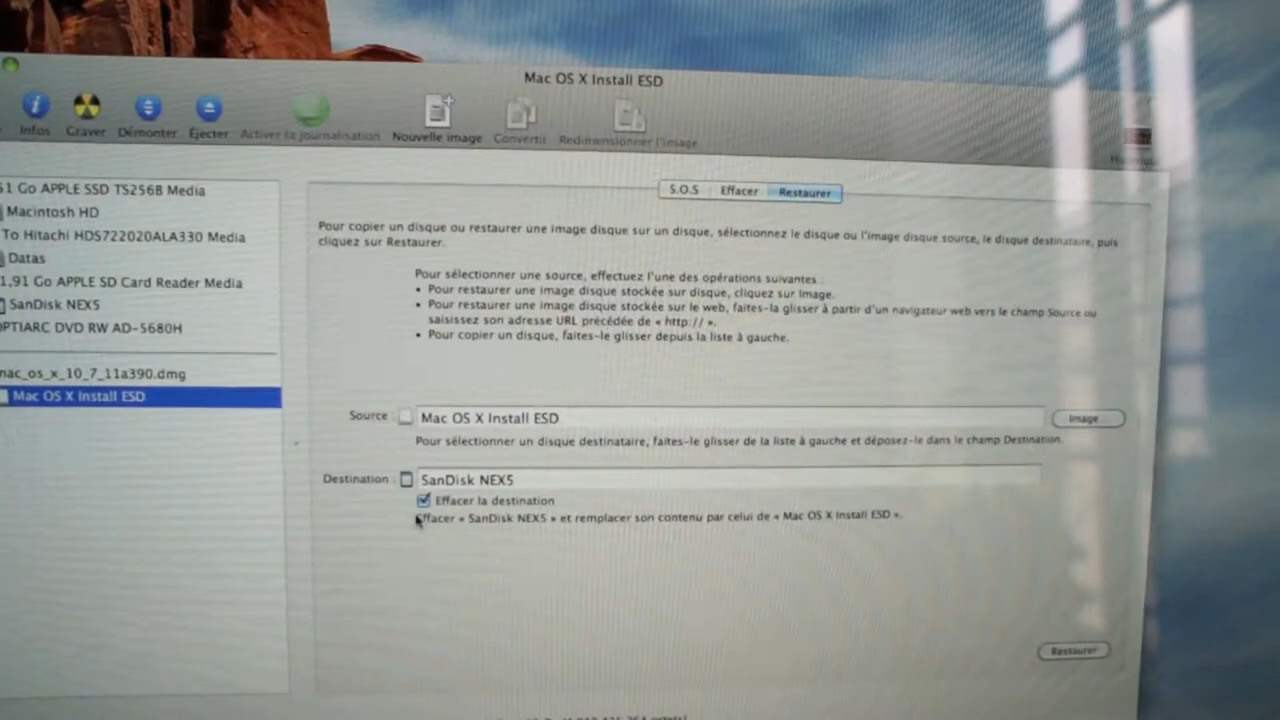 Mac OS X Install ESD
Infos Graver Démonter Éjecter Activer la journalisation Nouvelle image Convertir Redimensionner l'image
51 Go APPLE SSD TS256B Media
Macintosh HD
To Hitachi HDS722020ALA330 Media
Datas
1,91 Go APPLE SD Card Reader Media
SanDisk NEX5
OPTIARC DVD RW AD-5680H
mac_os_x_10_7_11a390.dmg
Mac OS X Install ESD
S.O.S Effacer Restaurer
Pour copier un disque ou restaurer une image disque sur un disque, sélectionnez le disque ou l'image disque source, le disque destinataire, puis
cliquez sur Restaurer.
Pour sélectionner une source, effectuez l'une des opérations suivantes :
• Pour restaurer une image disque stockée sur disque, cliquez sur Image.
• Pour restaurer une image disque stockée sur le web, faites-la glisser à partir d'un navigateur web vers le champ Source ou
saisissez son adresse URL précédée de « http:// ».
• Pour copier un disque, faites-le glisser depuis la liste à gauche.
Source : Mac OS X Install ESD Image...
Pour sélectionner un disque destinataire, faites-le glisser de la liste à gauche et déposez-le dans le champ Destination.
Destination : SanDisk NEX5
Effacer la destination
Effacer « SanDisk NEX5 » et remplacer son contenu par celui de « Mac OS X Install ESD ».
Restaurer